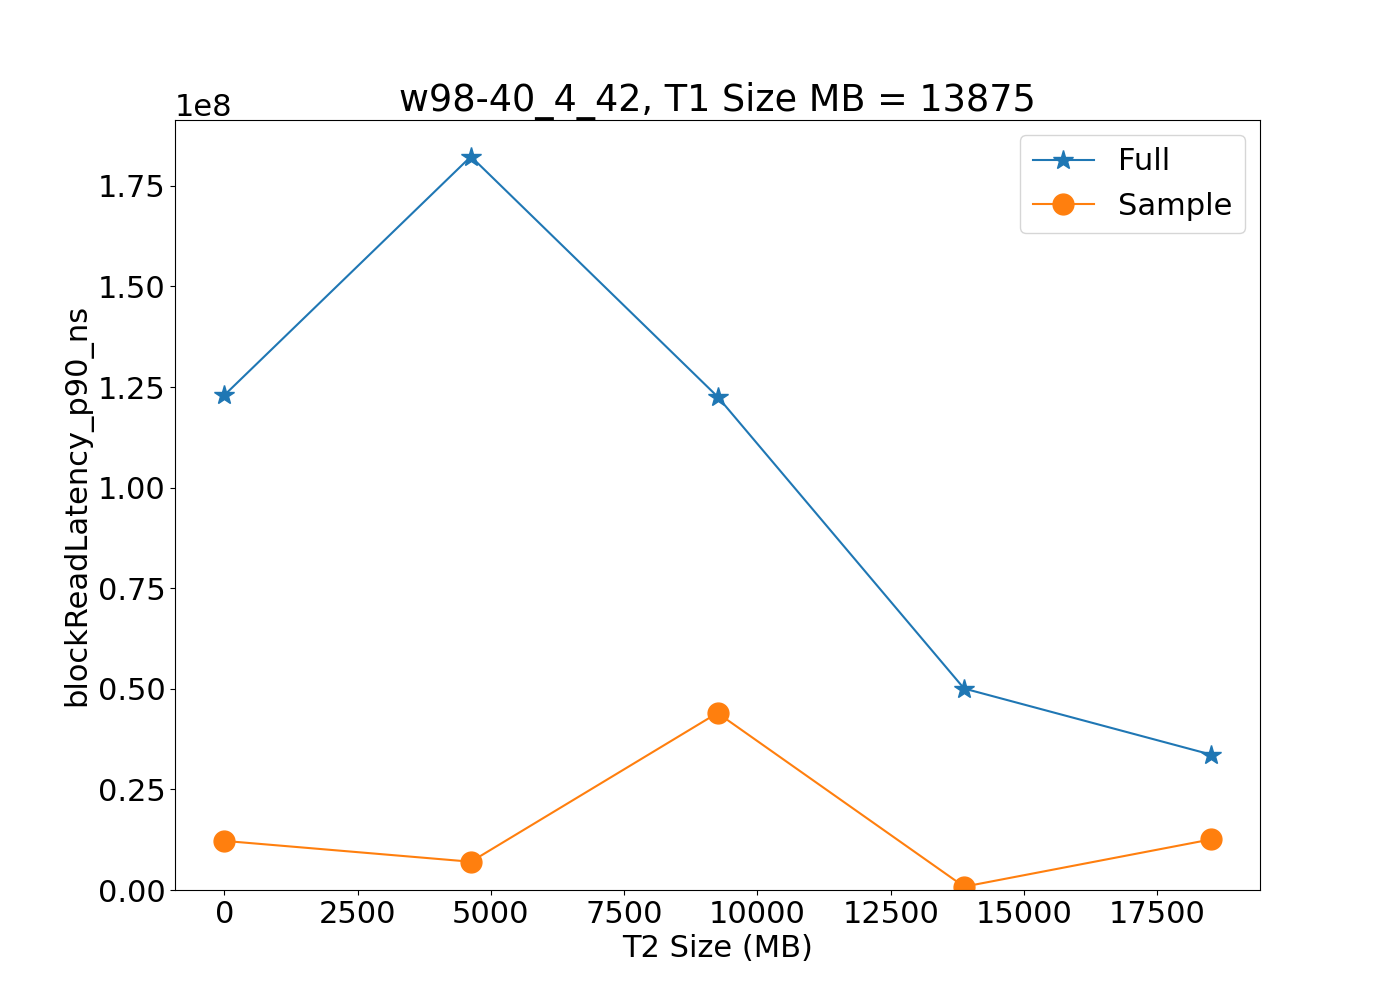 w98-40_4_42, T1 Size MB = 13875
1e8
Full
Sample
1.75
1.50
1.25
1.00
0.75
0.50
0.25
0.00
blockReadLatency_p90_ns
0 2500 5000 7500 10000 12500 15000 17500
T2 Size (MB)